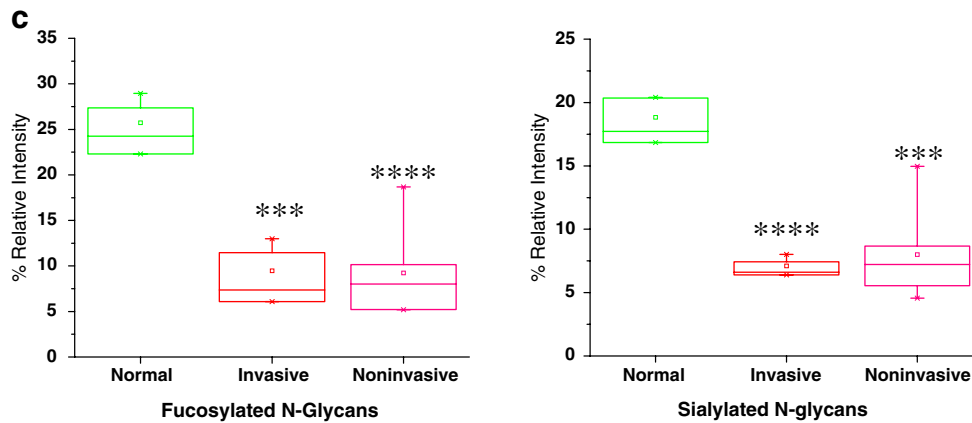 c
% Relative Intensity
35
30
25
20
15
10
5
0
***
****
Normal Invasive Noninvasive
Fucosylated N-Glycans
% Relative Intensity
25
20
15
10
5
0
****
***
Normal Invasive Noninvasive
Sialylated N-glycans